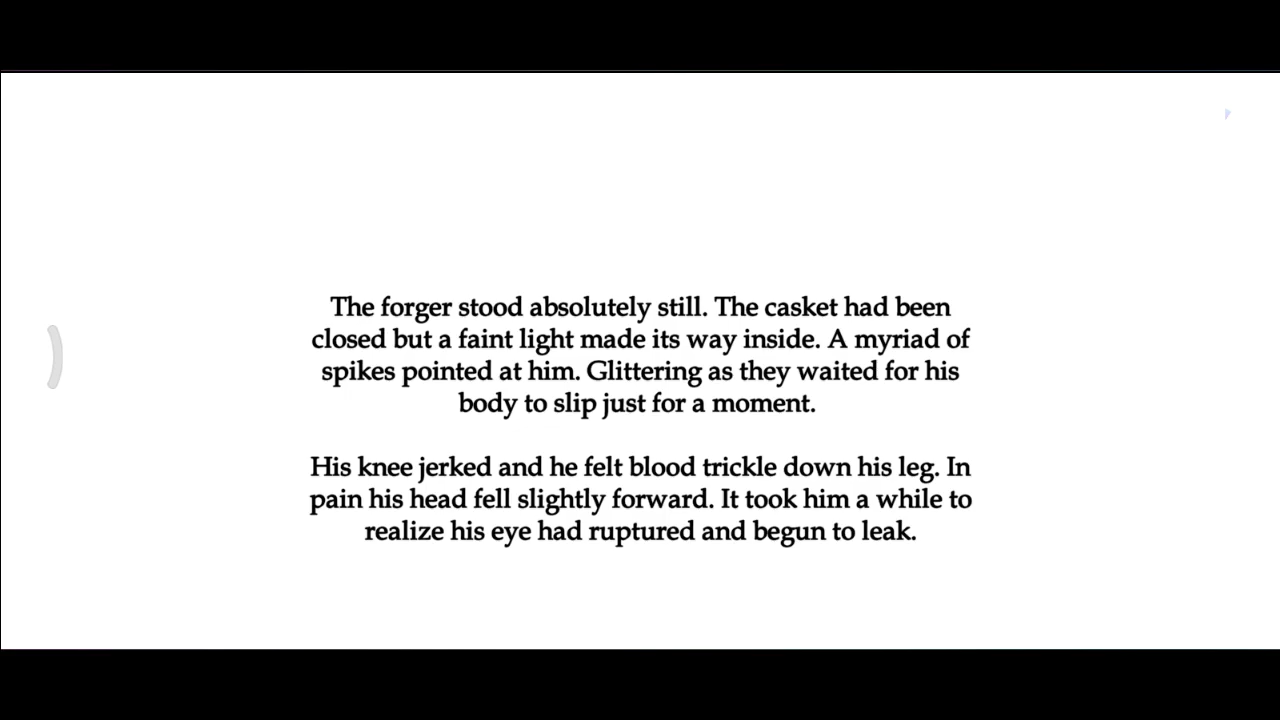 The forger stood absolutely still. The casket had been
closed but a faint light made its way inside. A myriad of
spikes pointed at him. Glittering as they waited for his
body to slip just for a moment.
His knee jerked and he felt blood trickle down his leg. In
pain his head fell slightly forward. It took him a while to
realize his eye had ruptured and begun to leak.